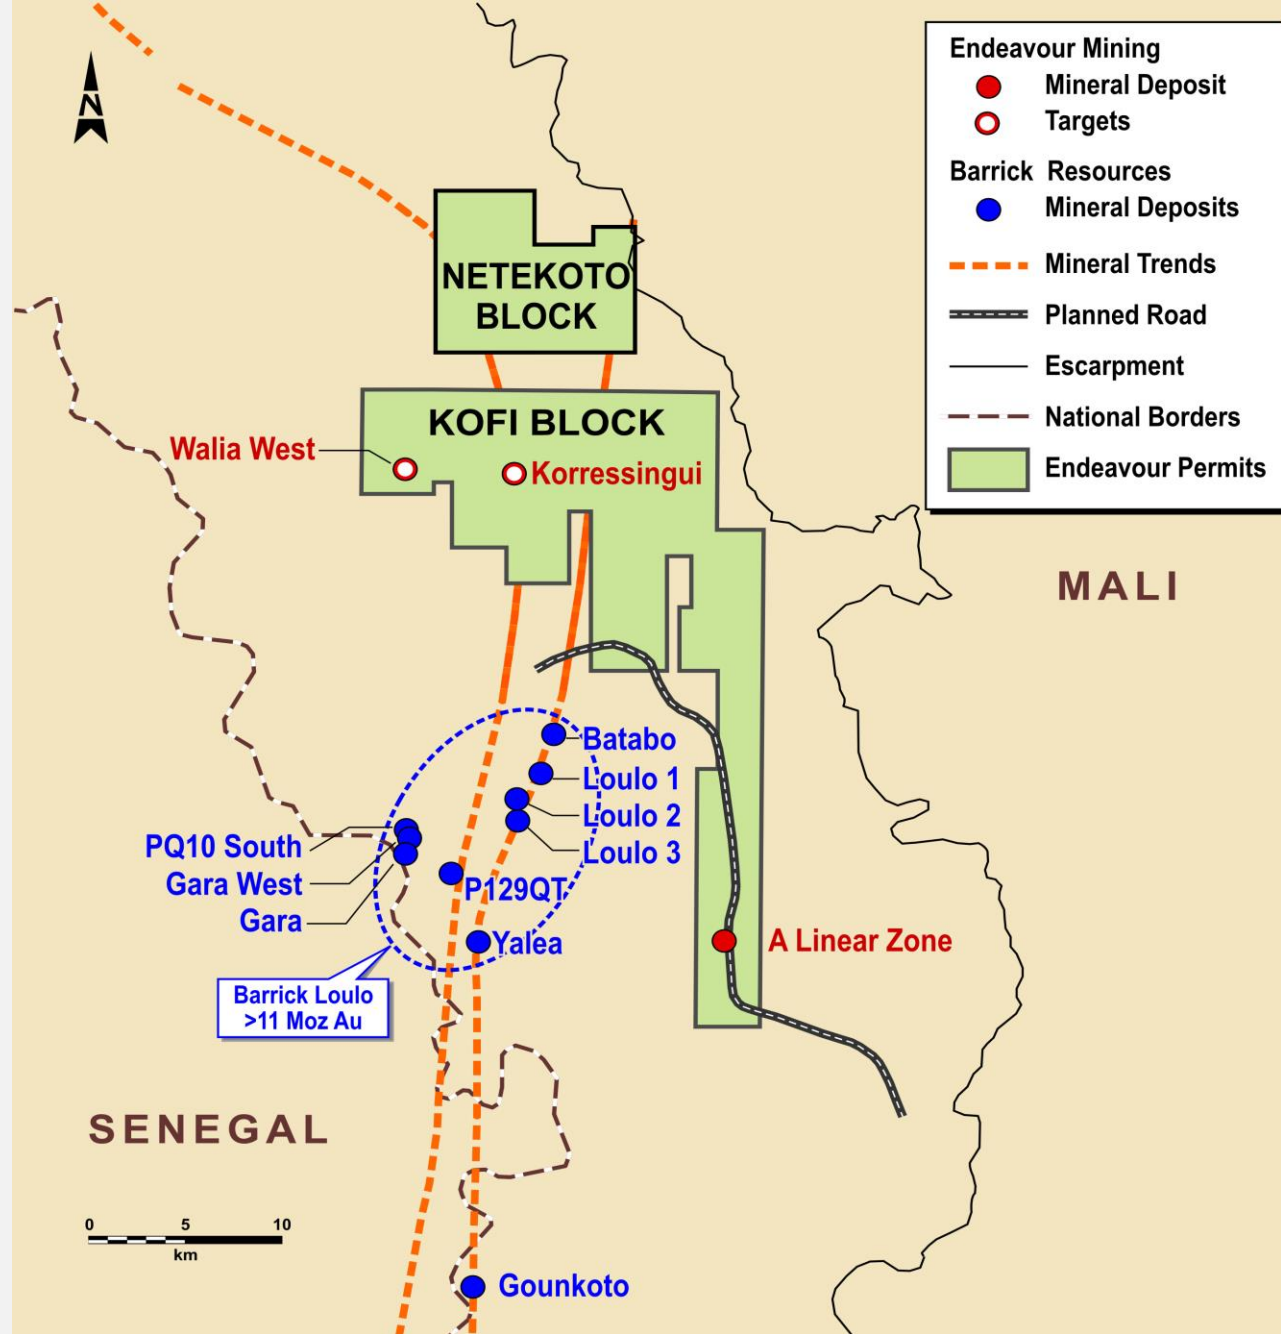 N
Endeavour Mining
Mineral Deposit
Targets
Barrick Resources
Mineral Deposits
Mineral Trends
Planned Road
Escarpment
National Borders
Endeavour Permits
NETEKOTO
BLOCK
KOFI BLOCK
Walia West
Korressingui
MALI
Batabo
Loulo 1
Loulo 2
Loulo 3
PQ10 South
Gara West
Gara
P129QT
Yalea
A Linear Zone
Barrick Loulo
>11 Moz Au
SENEGAL
0 5 10
km
Gounkoto